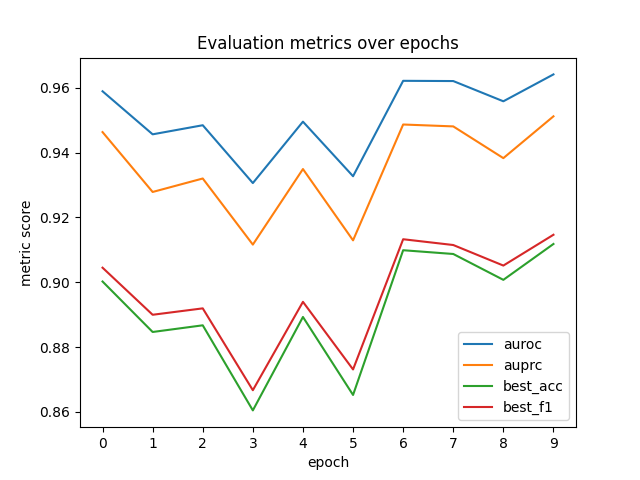 Evaluation metrics over epochs
metric score
0.96
0.94
0.92
0.90
0.88
0.86
auroc
auprc
best_acc
best_f1
0 1 2 3 4 5 6 7 8 9
epoch